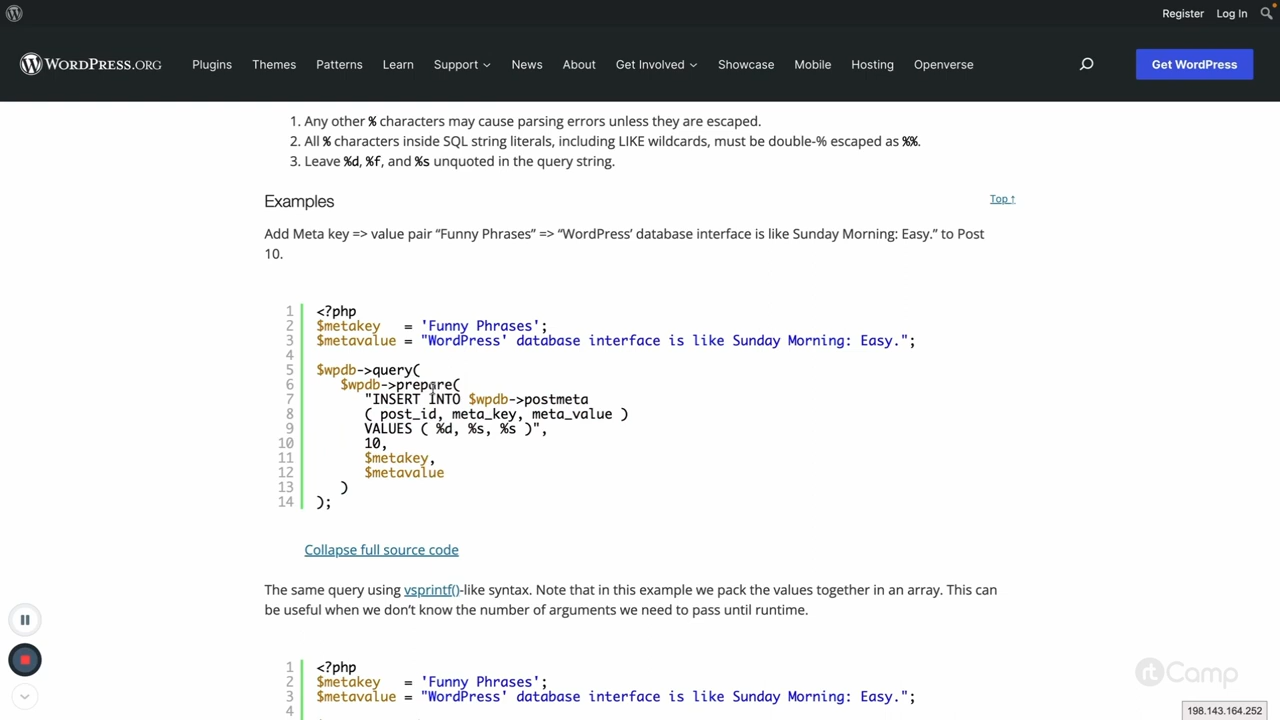 Register Log In
WORDPRESS.ORG Plugins Themes Patterns Learn Support News About Get Involved Showcase Mobile Hosting Openverse Get WordPress
1. Any other % characters may cause parsing errors unless they are escaped.
2. All % characters inside SQL string literals, including LIKE wildcards, must be double-% escaped as %%.
3. Leave %d, %f, and %s unquoted in the query string.
Examples
Top ↑
Add Meta key => value pair “Funny Phrases” => “WordPress’ database interface is like Sunday Morning: Easy.” to Post
10.
1 <?php
2 $metakey   = 'Funny Phrases';
3 $metavalue = "WordPress' database interface is like Sunday Morning: Easy.";
4
5 $wpdb->query(
6    $wpdb->prepare(
7       "INSERT INTO $wpdb->postmeta
8       ( post_id, meta_key, meta_value )
9       VALUES ( %d, %s, %s )",
10       10,
11       $metakey,
12       $metavalue
13    )
14 );
Collapse full source code
The same query using vsprintf()-like syntax. Note that in this example we pack the values together in an array. This can
be useful when we don’t know the number of arguments we need to pass until runtime.
1 <?php
2 $metakey   = 'Funny Phrases';
3 $metavalue = "WordPress' database interface is like Sunday Morning: Easy.";
4
rtCamp
198.143.164.252